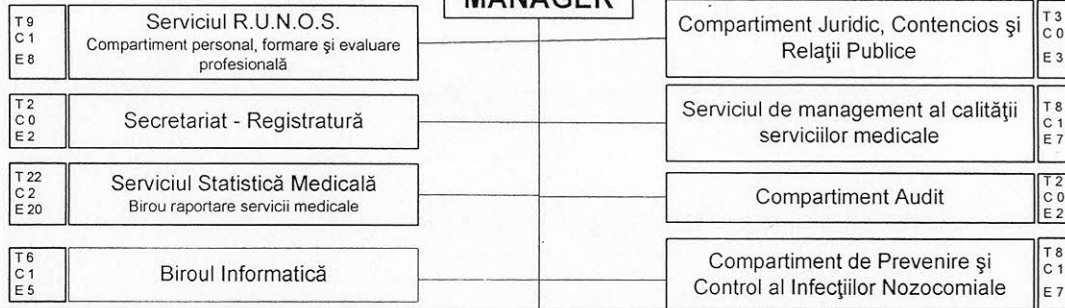 MANAGER
T 9
C 1
E 8
Serviciul R.U.N.O.S.
Compartiment personal, formare şi evaluare
profesională
Compartiment Juridic, Contencios şi
Relaţii Publice
T 3
C 0
E 3
T 2
C 0
E 2
Secretariat - Registratură
Serviciul de management al calităţii
serviciilor medicale
T 8
C 1
E 7
T 22
C 2
E 20
Serviciul Statistică Medicală
Birou raportare servicii medicale
Compartiment Audit
T 2
C 0
E 2
T 6
C 1
E 5
Biroul Informatică
Compartiment de Prevenire şi
Control al Infecţiilor Nozocomiale
T 8
C 1
E 7